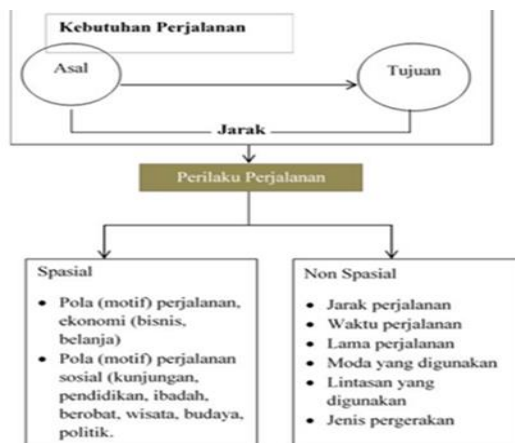 Kebutuhan Perjalanan
Asal
Tujuan
Jarak
Perilaku Perjalanan
Spasial
• Pola (motif) perjalanan,
ekonomi (bisnis,
belanja)
• Pola (motif) perjalanan
sosial (kunjungan,
pendidikan, ibadah,
berobat, wisata, budaya,
politik.
Non Spasial
• Jarak perjalanan
• Waktu perjalanan
• Lama perjalanan
• Moda yang digunakan
• Lintasan yang
digunakan
• Jenis pergerakan